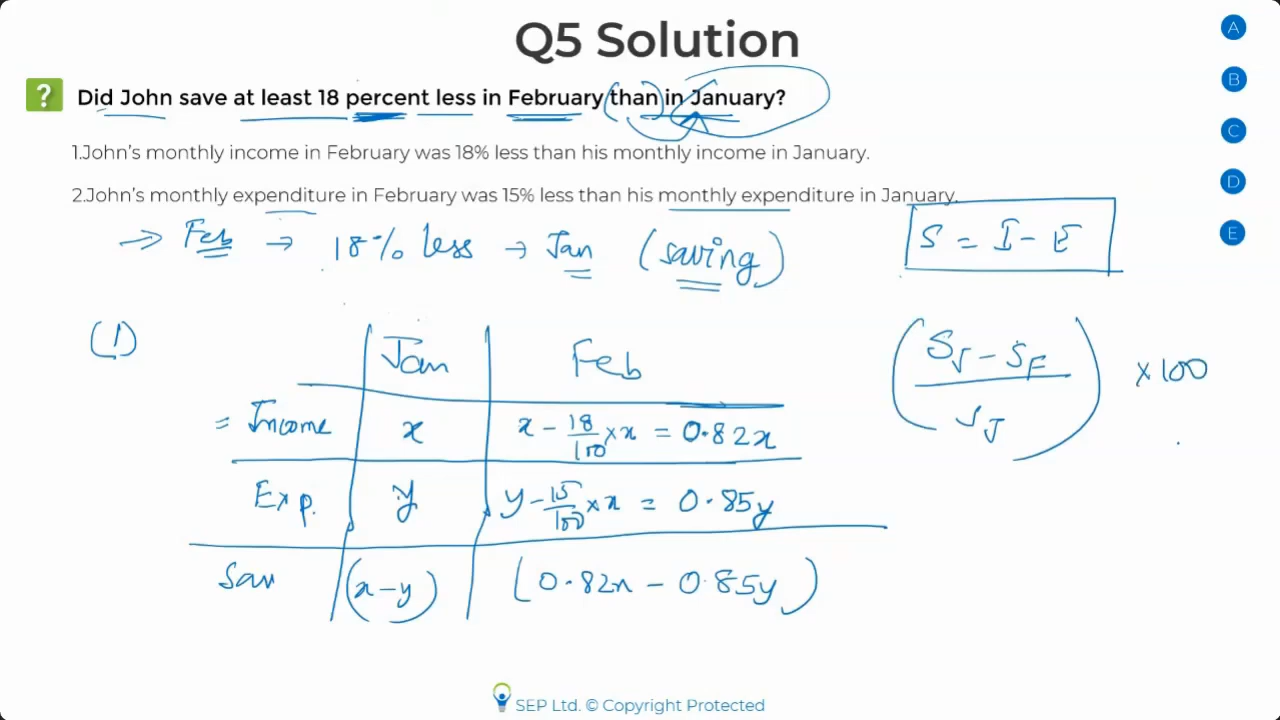 Q5 Solution
A
B
C
D
E
? Did John save at least 18 percent less in February than in January?
1.John's monthly income in February was 18% less than his monthly income in January.
2.John's monthly expenditure in February was 15% less than his monthly expenditure in January.
=> Feb → 18% less → Jan (saving)
S = I - E
(1)
Jan Feb
(S_J - S_F / S_J) × 100
= Income x x - 18/100 × x = 0.82x
Exp. y y - 15/100 × x = 0.85y
Sav (x-y) (0.82x - 0.85y)
SEP Ltd. © Copyright Protected